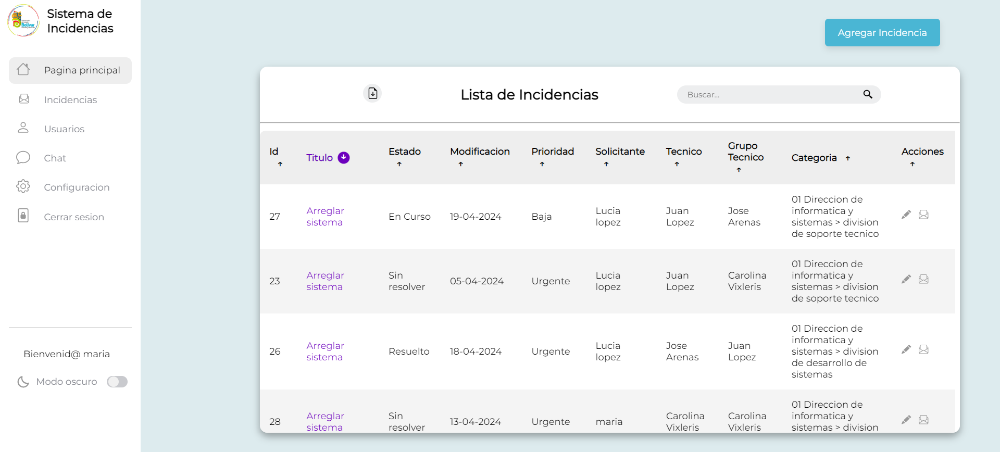 Bolívar
Sistema de
Incidencias
Pagina principal
Incidencias
Usuarios
Chat
Configuracion
Cerrar sesion
Bienvenid@ maria
Modo oscuro
Agregar Incidencia
Lista de Incidencias
Buscar...
Id ↑ Titulo Estado ↑ Modificacion ↑ Prioridad ↑ Solicitante ↑ Tecnico ↑ Grupo Tecnico ↑ Categoria ↑ Acciones ↑
27
Arreglar
sistema
En Curso
19-04-2024
Baja
Lucia
lopez
Juan
Lopez
Jose
Arenas
01 Direccion de
informatica y
sistemas > division
de soporte tecnico
23
Arreglar
sistema
Sin
resolver
05-04-2024
Urgente
Lucia
lopez
Juan
Lopez
Carolina
Vixleris
01 Direccion de
informatica y
sistemas > division
de soporte tecnico
26
Arreglar
sistema
Resuelto
18-04-2024
Urgente
Lucia
lopez
Jose
Arenas
Juan
Lopez
01 Direccion de
informatica y
sistemas > division
de desarrollo de
sistemas
28
Arreglar
sistema
Sin
resolver
13-04-2024
Urgente
maria
Carolina
Vixleris
Carolina
Vixleris
01 Direccion de
informatica y
sistemas > division